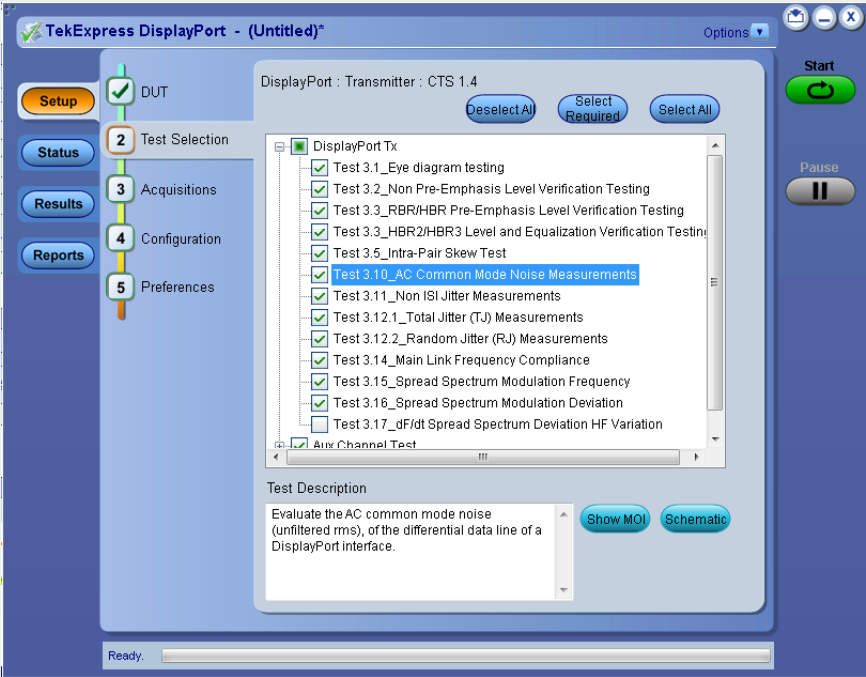 TekExpress DisplayPort - (Untitled)*
Options
Start
Pause
Setup
Status
Results
Reports
DUT
2 Test Selection
3 Acquisitions
4 Configuration
5 Preferences
DisplayPort : Transmitter : CTS 1.4
Deselect All
Select
Required
Select All
DisplayPort Tx
Test 3.1_Eye diagram testing
Test 3.2_Non Pre-Emphasis Level Verification Testing
Test 3.3_RBR/HBR Pre-Emphasis Level Verification Testing
Test 3.3_HBR2/HBR3 Level and Equalization Verification Testin
Test 3.5_Intra-Pair Skew Test
Test 3.10_AC Common Mode Noise Measurements
Test 3.11_Non ISI Jitter Measurements
Test 3.12.1_Total Jitter (TJ) Measurements
Test 3.12.2_Random Jitter (RJ) Measurements
Test 3.14_Main Link Frequency Compliance
Test 3.15_Spread Spectrum Modulation Frequency
Test 3.16_Spread Spectrum Modulation Deviation
Test 3.17_dF/dt Spread Spectrum Deviation HF Variation
Aux Channel Test
Test Description
Evaluate the AC common mode noise
(unfiltered rms), of the differential data line of a
DisplayPort interface.
Show MOI
Schematic
Ready.